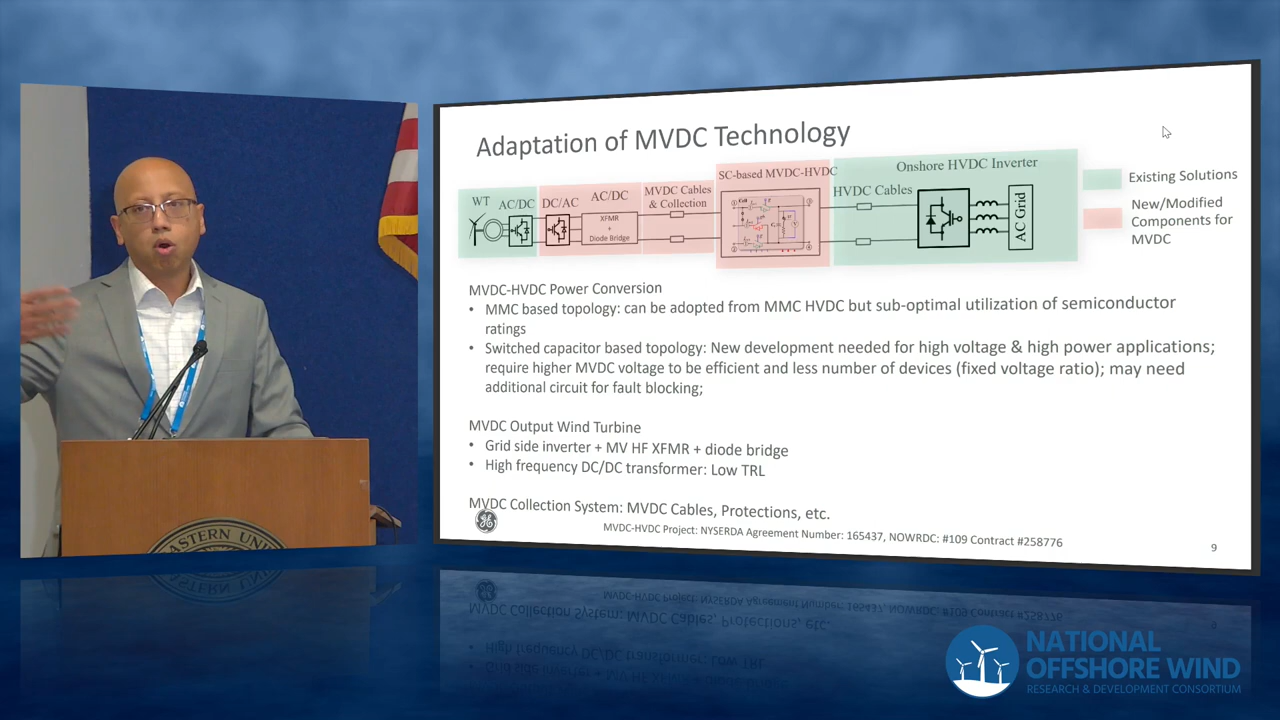 Adaptation of MVDC Technology
WT
AC/DC
DC/AC
AC/DC
XFMR
+
Diode Bridge
MVDC Cables
& Collection
SC-based MVDC-HVDC
HVDC Cables
Onshore HVDC Inverter
AC Grid
Existing Solutions
New/Modified
Components for
MVDC
MVDC-HVDC Power Conversion
• MMC based topology: can be adopted from MMC HVDC but sub-optimal utilization of semiconductor
ratings
• Switched capacitor based topology: New development needed for high voltage & high power applications;
require higher MVDC voltage to be efficient and less number of devices (fixed voltage ratio); may need
additional circuit for fault blocking;
MVDC Output Wind Turbine
• Grid side inverter + MV HF XFMR + diode bridge
• High frequency DC/DC transformer: Low TRL
MVDC Collection System: MVDC Cables, Protections, etc.
MVDC-HVDC Project: NYSERDA Agreement Number: 165437, NOWRDC: #109 Contract #258776
9
EASTERN UNI
NATIONAL
OFFSHORE WIND
RESEARCH & DEVELOPMENT CONSORTIUM